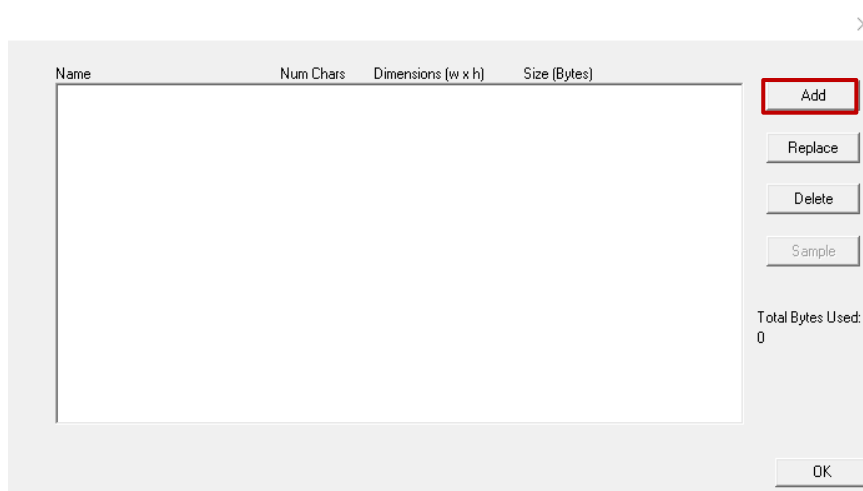 Name Num Chars Dimensions (w x h) Size (Bytes)
Add
Replace
Delete
Sample
Total Bytes Used:
0
OK